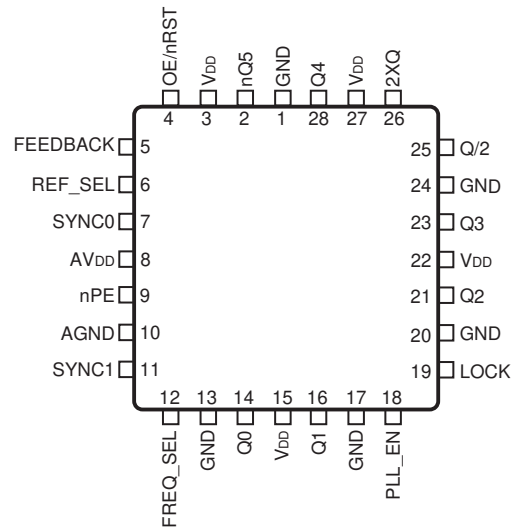 OE/nRST
VDD
nQ5
GND
Q4
VDD
2XQ
4 3 2 1 28 27 26
FEEDBACK 5
25 Q/2
REF_SEL 6
24 GND
SYNC0 7
23 Q3
AVDD 8
22 VDD
nPE 9
21 Q2
AGND 10
20 GND
SYNC1 11
19 LOCK
12 13 14 15 16 17 18
FREQ_SEL
GND
Q0
VDD
Q1
GND
PLL_EN